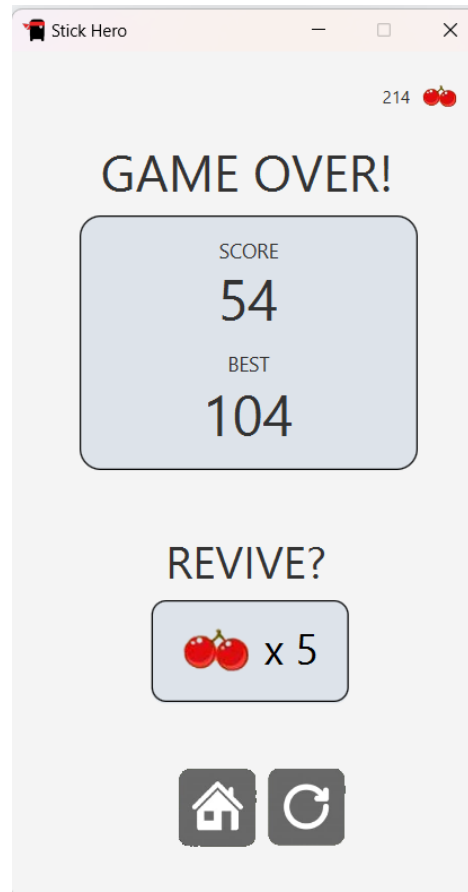 Stick Hero
214
GAME OVER!
SCORE
54
BEST
104
REVIVE?
x 5